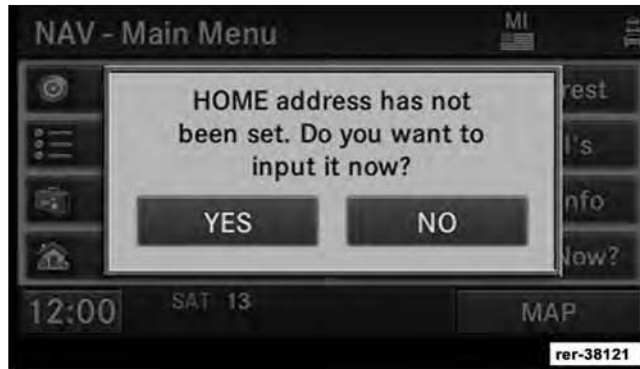 NAV - Main Menu
MI
HOME address has not
been set. Do you want to
input it now?
YES
NO
rest
I's
nfo
Now?
12:00
SAT 13
MAP
rer-38121